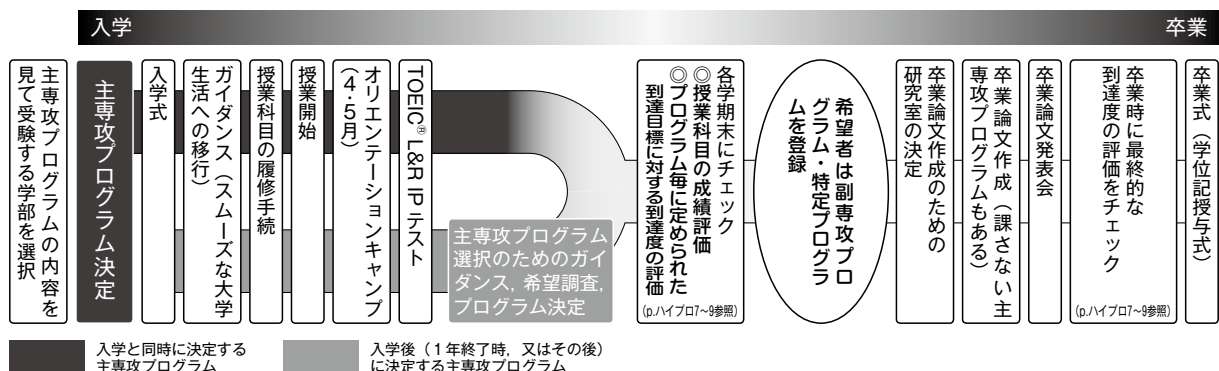 入学
卒業
主専攻プログラムの内容を
見て受験する学部を選択
主専攻プログラム決定
入学式
ガイダンス（スムーズな大学
生活への移行）
授業科目の履修手続
授業開始
オリエンテーションキャンプ
（4・5月）
TOEIC® L&R IP テスト
主専攻プログラム
選択のためのガイ
ダンス，希望調査，
プログラム決定
各学期末にチェック
◎授業科目の成績評価
◎プログラム毎に定められた
到達目標に対する到達度の評価
(p.ハイプロ7～9参照)
希望者は副専攻プロ
グラム・特定プログラ
ムを登録
卒業論文作成のための
研究室の決定
卒業論文作成（課さない主
専攻プログラムもある）
卒業論文発表会
卒業時に最終的な
到達度の評価をチェック
(p.ハイプロ7～9参照)
卒業式（学位記授与式）
入学と同時に決定する
主専攻プログラム
入学後（1年終了時，又はその後）
に決定する主専攻プログラム